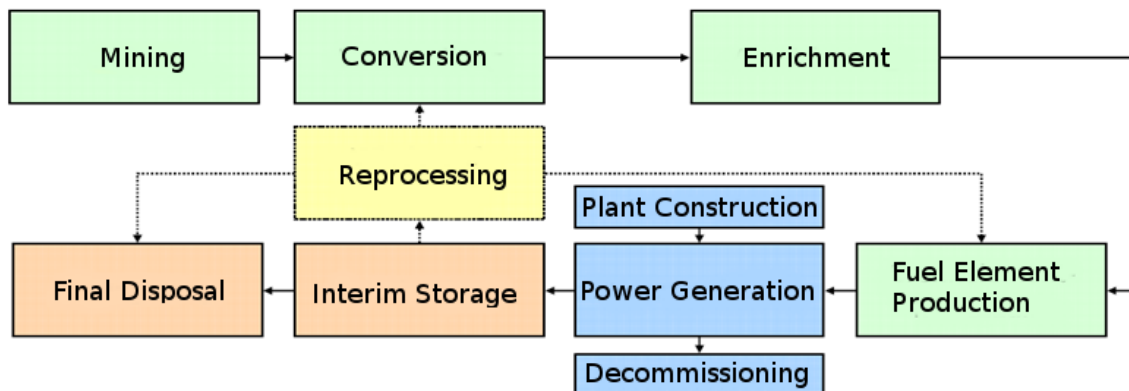 Mining
Conversion
Enrichment
Reprocessing
Plant Construction
Final Disposal
Interim Storage
Power Generation
Fuel Element
Production
Decommissioning